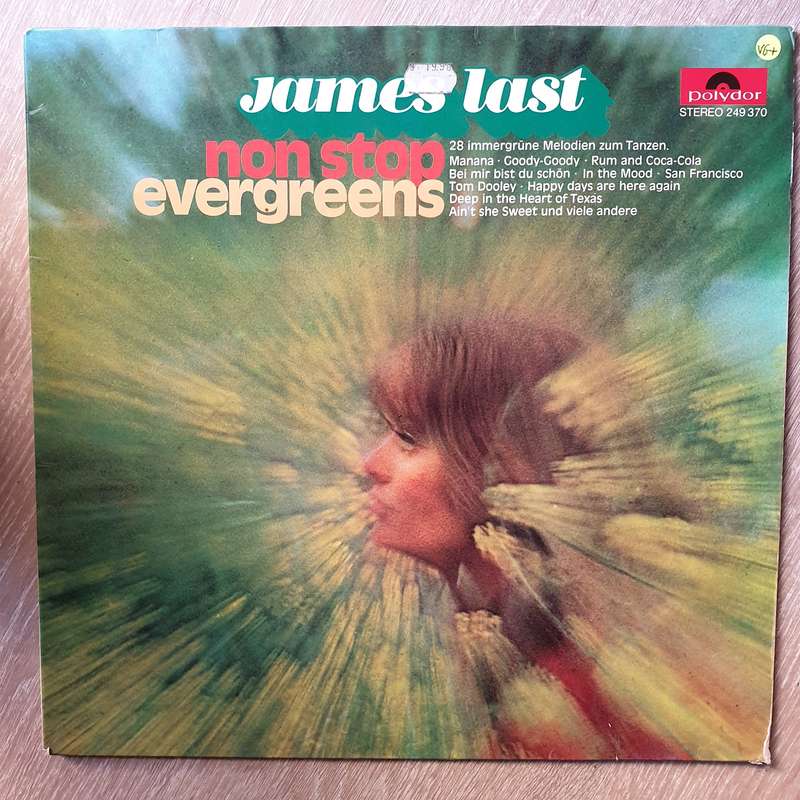 VG+
james last
polydor
STEREO 249 370
non stop
evergreens
28 immergrüne Melodien zum Tanzen.
Manana · Goody-Goody · Rum and Coca-Cola
Bei mir bist du schön · In the Mood · San Francisco
Tom Dooley · Happy days are here again
Deep in the Heart of Texas
Ain't she Sweet und viele andere